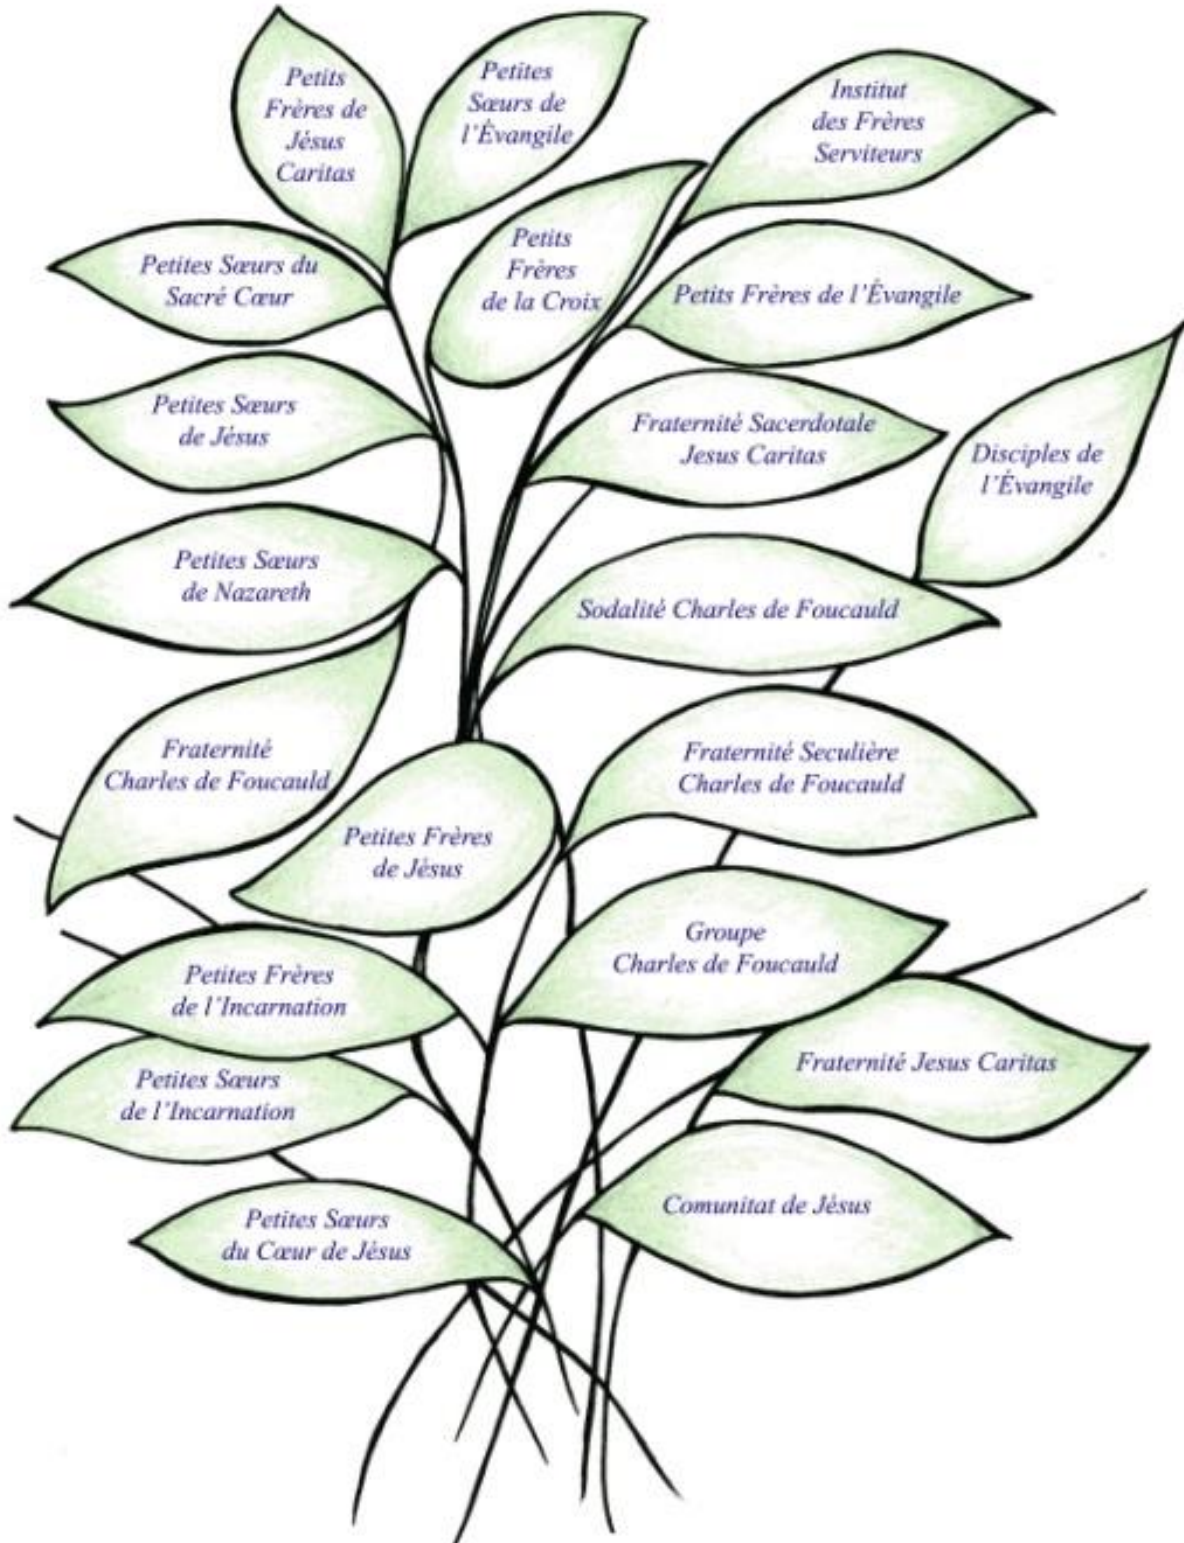 Petits
Frères de
Jésus
Caritas
Petites
Sœurs de
l'Évangile
Institut
des Frères
Serviteurs
Petites Sœurs du
Sacré Cœur
Petits
Frères
de la Croix
Petits Frères de l'Évangile
Petites Sœurs
de Jésus
Fraternité Sacerdotale
Jesus Caritas
Disciples de
l'Évangile
Petites Sœurs
de Nazareth
Sodalité Charles de Foucauld
Fraternité
Charles de Foucauld
Fraternité Seculière
Charles de Foucauld
Petites Frères
de Jésus
Groupe
Charles de Foucauld
Petites Frères
de l'Incarnation
Fraternité Jesus Caritas
Petites Sœurs
de l'Incarnation
Comunitat de Jésus
Petites Sœurs
du Cœur de Jésus